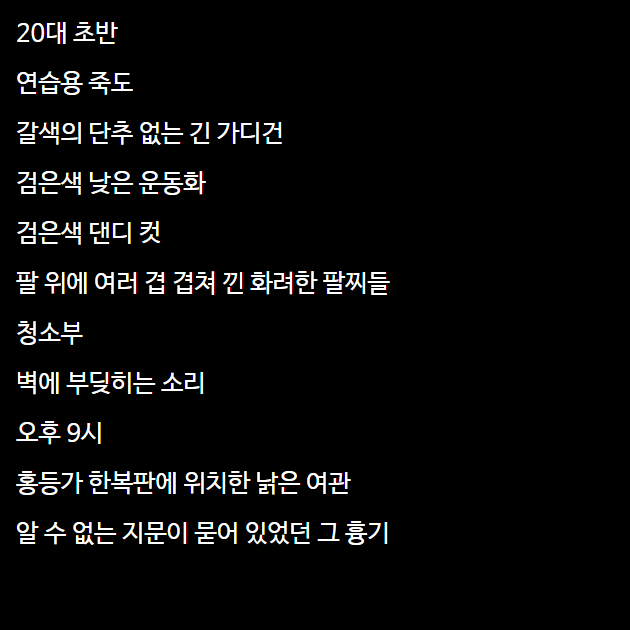 20대 초반
연습용 죽도
갈색의 단추 없는 긴 가디건
검은색 낮은 운동화
검은색 댄디 컷
팔 위에 여러 겹 겹쳐 낀 화려한 팔찌들
청소부
벽에 부딪히는 소리
오후 9시
홍등가 한복판에 위치한 낡은 여관
알 수 없는 지문이 묻어 있었던 그 흉기